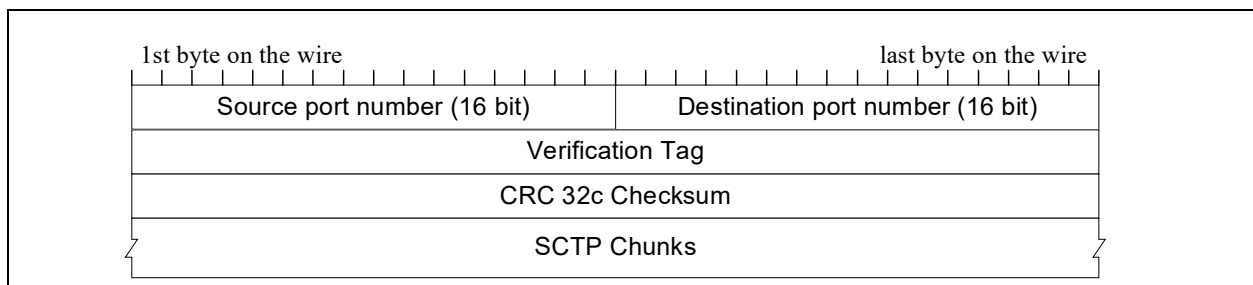 1st byte on the wire last byte on the wire
Source port number (16 bit) Destination port number (16 bit)
Verification Tag
CRC 32c Checksum
SCTP Chunks